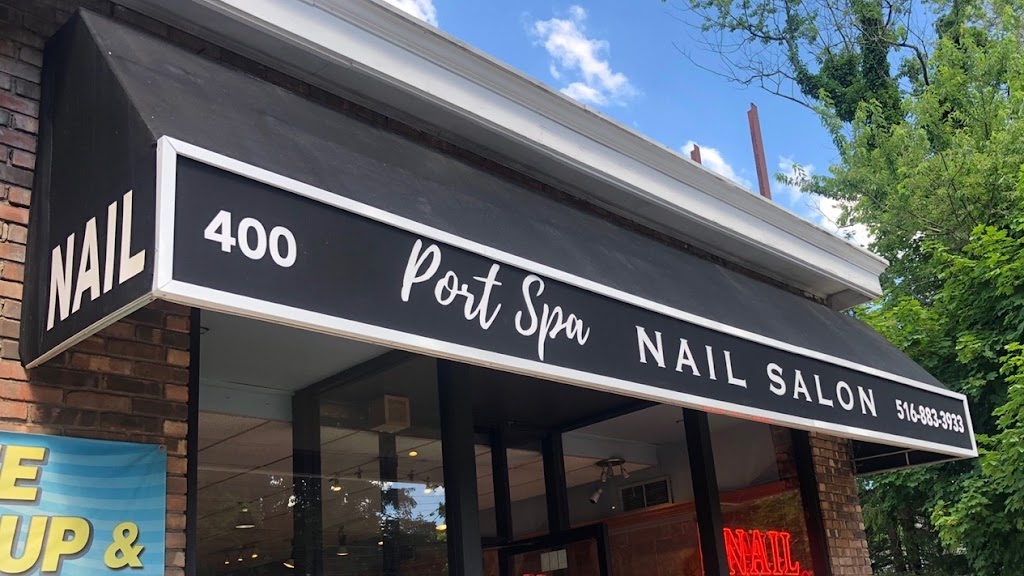 NAIL
400 Port Spa NAIL SALON 516-883-3933
E
UP &
NAIL